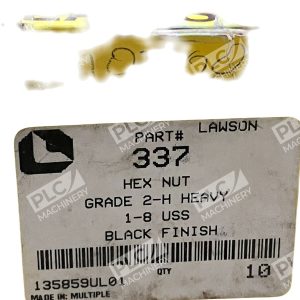 LAWSON
PART#
337
HEX NUT
GRADE 2-H HEAVY
1-8 USS
BLACK FINISH
135859UL01
QTY
10
MADE IN: MULTIPLE
PLC MACHINERY